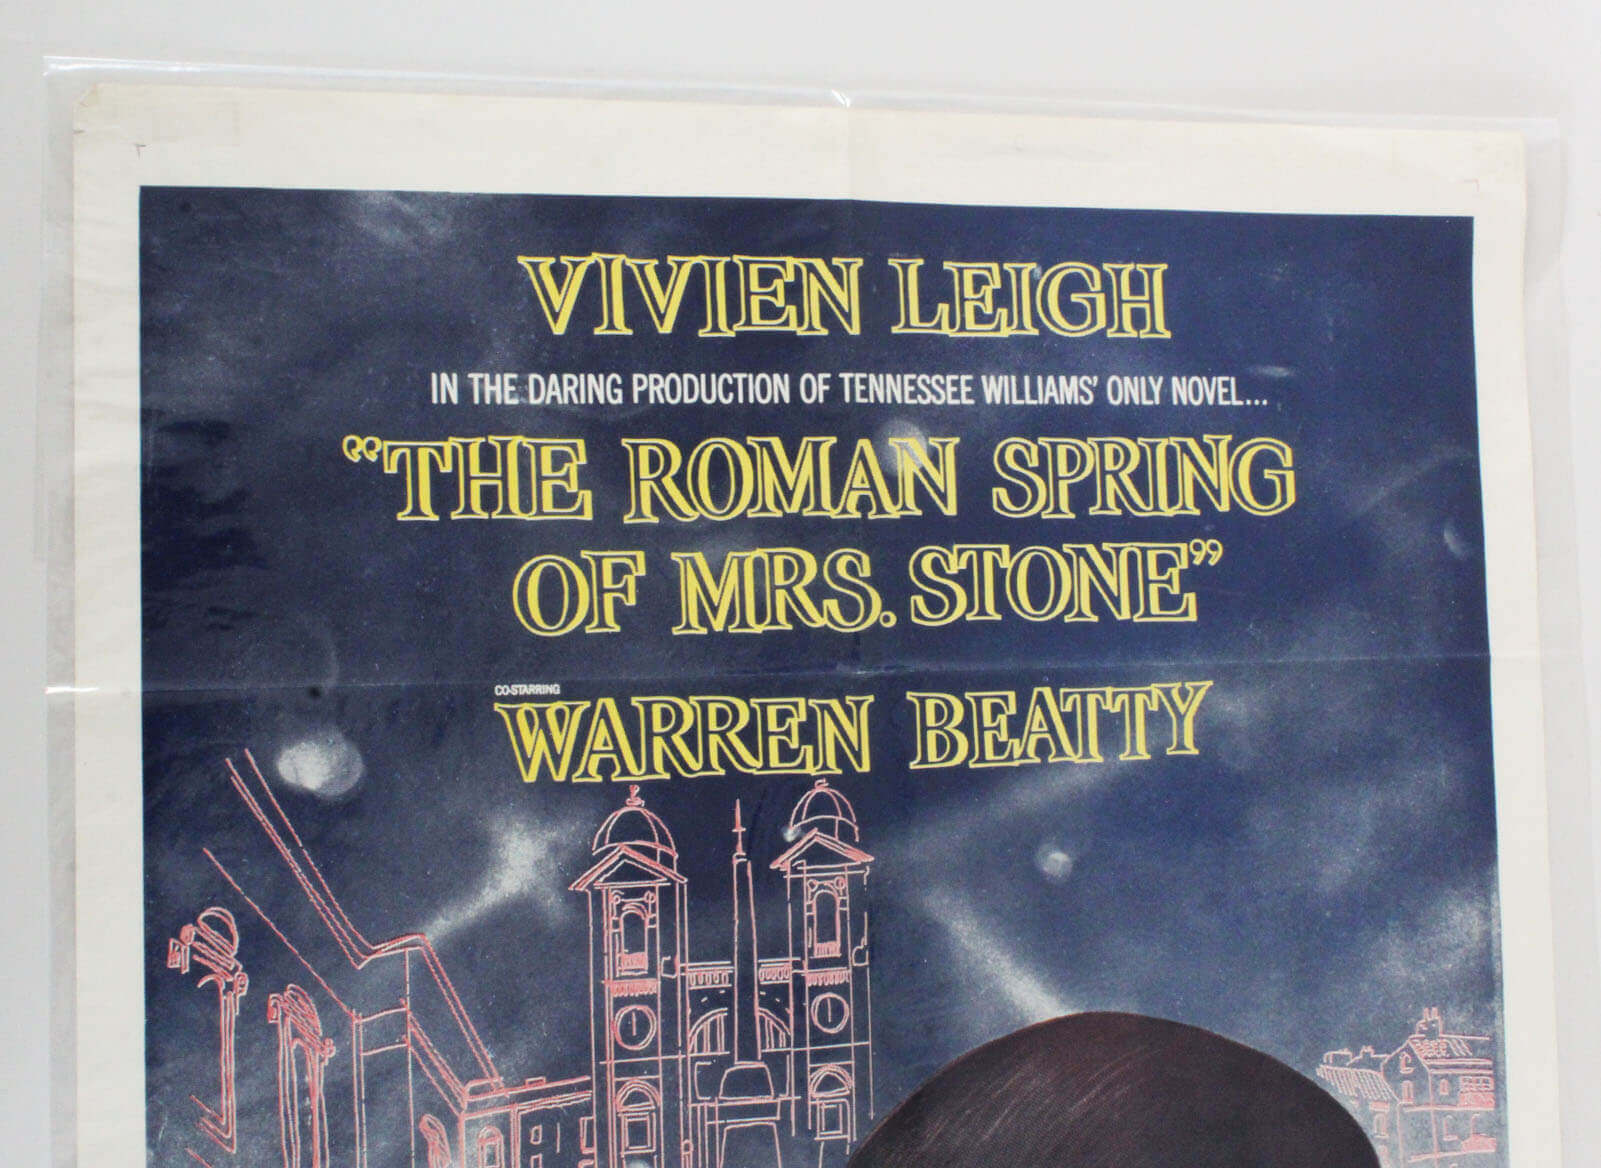 VIVIEN LEIGH
IN THE DARING PRODUCTION OF TENNESSEE WILLIAMS' ONLY NOVEL...
“THE ROMAN SPRING
OF MRS. STONE”
CO-STARRING
WARREN BEATTY